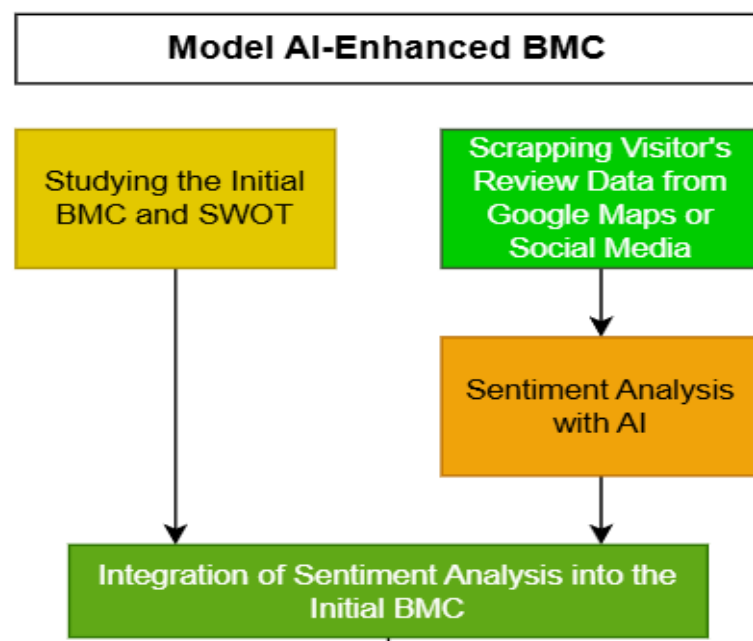 Model AI-Enhanced BMC
Studying the Initial
BMC and SWOT
Scrapping Visitor's
Review Data from
Google Maps or
Social Media
Sentiment Analysis
with AI
Integration of Sentiment Analysis into the
Initial BMC